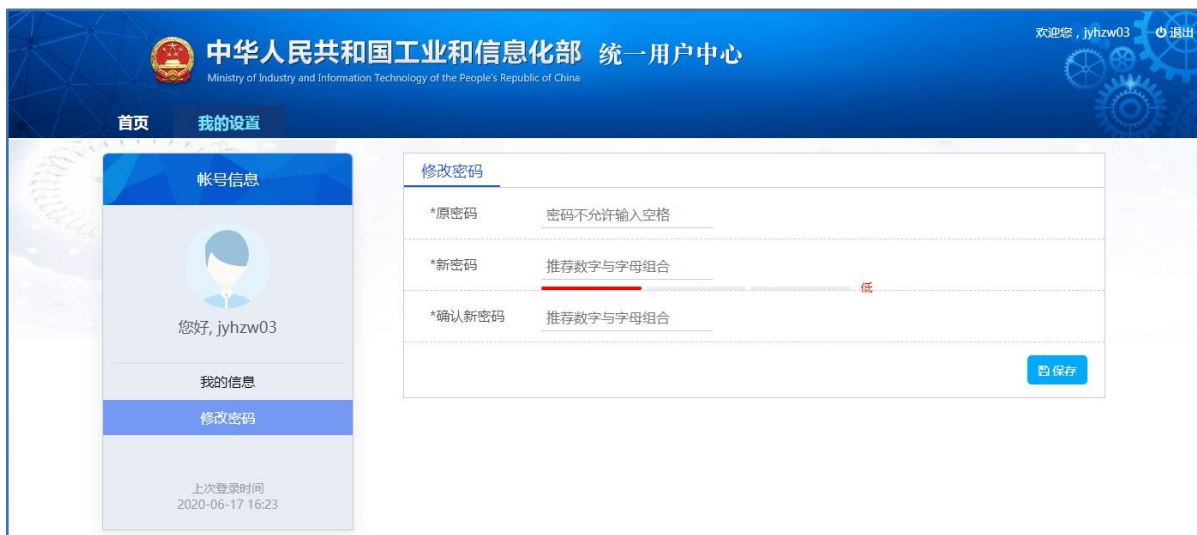 欢迎您，jyhzw03 退出
中华人民共和国工业和信息化部 统一用户中心
Ministry of Industry and Information Technology of the People's Republic of China
首页 我的设置
帐号信息
您好, jyhzw03
我的信息
修改密码
上次登录时间
2020-06-17 16:23
修改密码
*原密码 密码不允许输入空格
*新密码 推荐数字与字母组合
低
*确认新密码 推荐数字与字母组合
保存